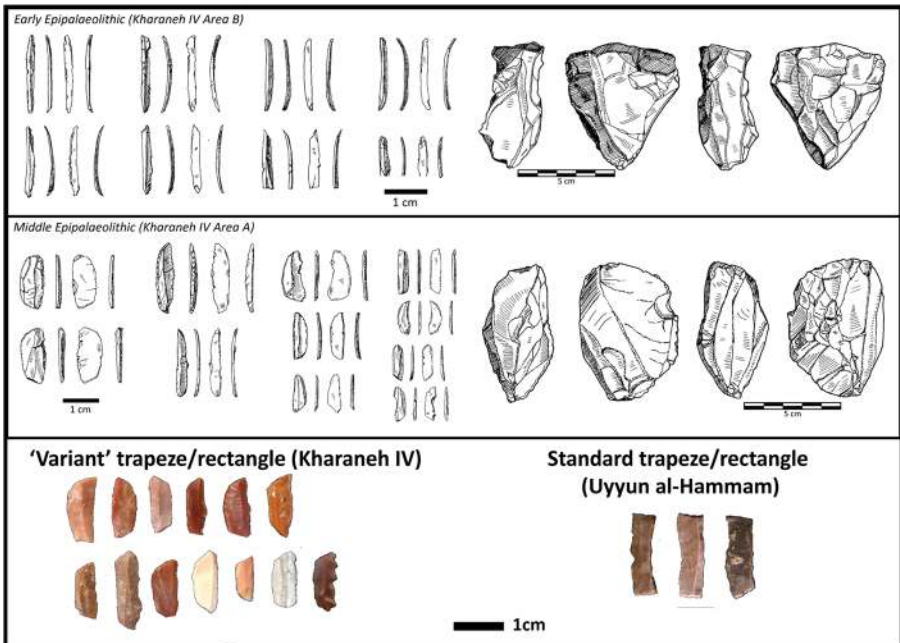 Early Epipalaeolithic (Kharaneh IV Area B)
1 cm
5 cm
Middle Epipalaeolithic (Kharaneh IV Area A)
1 cm
5 cm
‘Variant’ trapeze/rectangle (Kharaneh IV)
Standard trapeze/rectangle
(Uyyun al-Hammam)
1cm